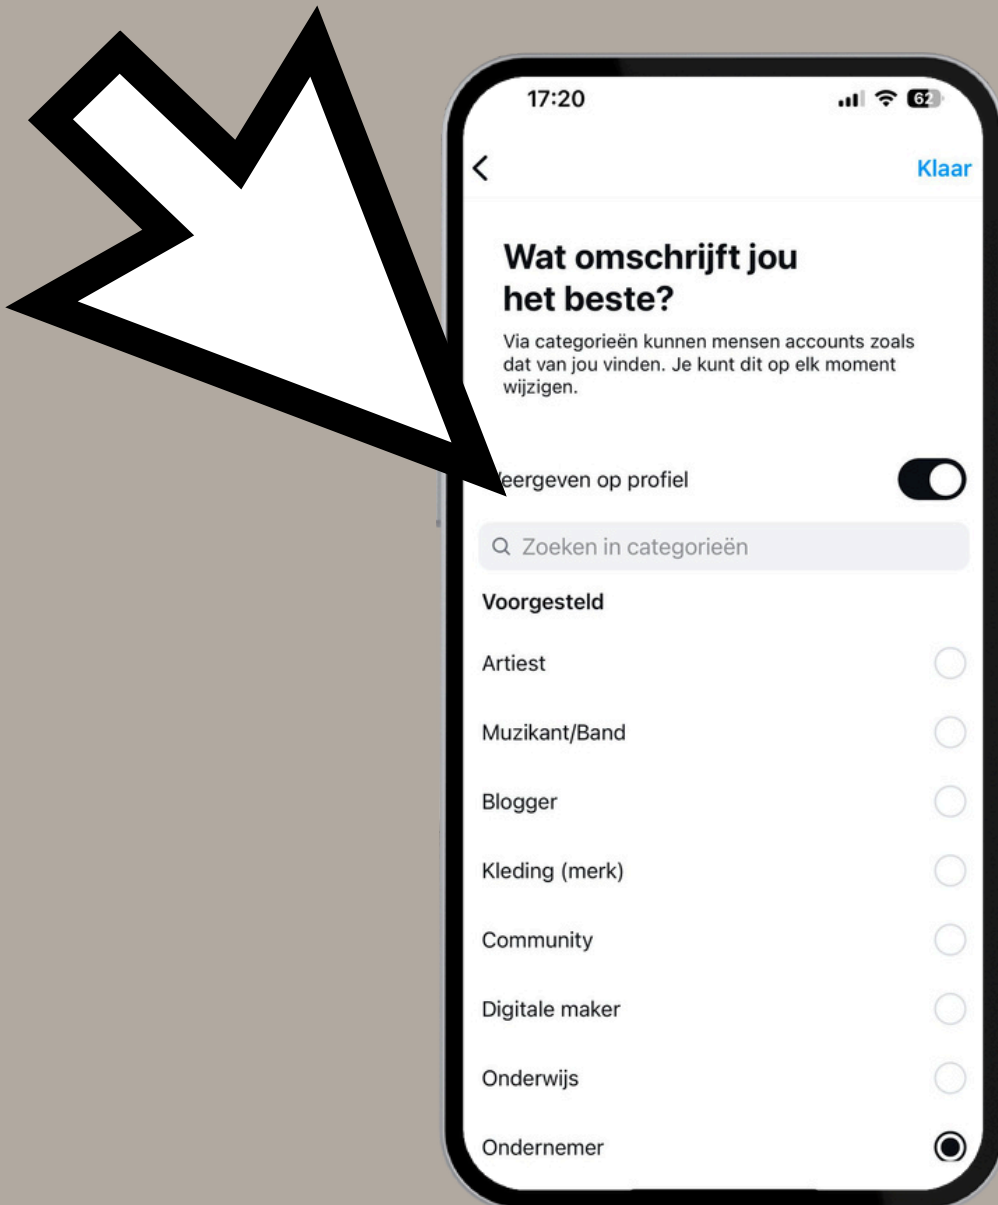 17:20
62
Klaar
Wat omschrijft jou
het beste?
Via categorieën kunnen mensen accounts zoals
dat van jou vinden. Je kunt dit op elk moment
wijzigen.
eergeven op profiel
Zoeken in categorieën
Voorgesteld
Artiest
Muzikant/Band
Blogger
Kleding (merk)
Community
Digitale maker
Onderwijs
Ondernemer